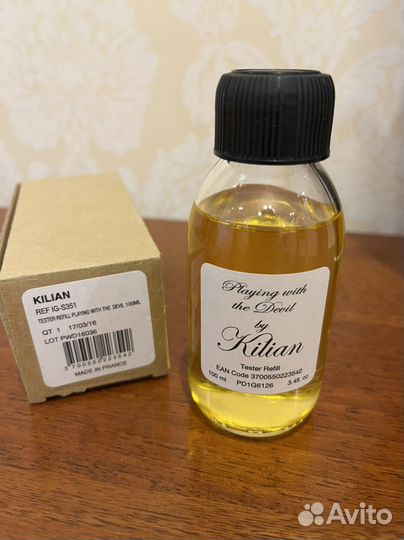 KILIAN
REF IG-S351
TESTER REFILL PLAYING WITH THE DEVIL 100ML
QT 1 17/03/16
LOT PWD16036
3700550223542
MADE IN FRANCE
Playing with
the Devil
by
Kilian
Tester Refill
EAN Code 3700550223542
100 ml PD1G6126 3.4fl. oz
Avito